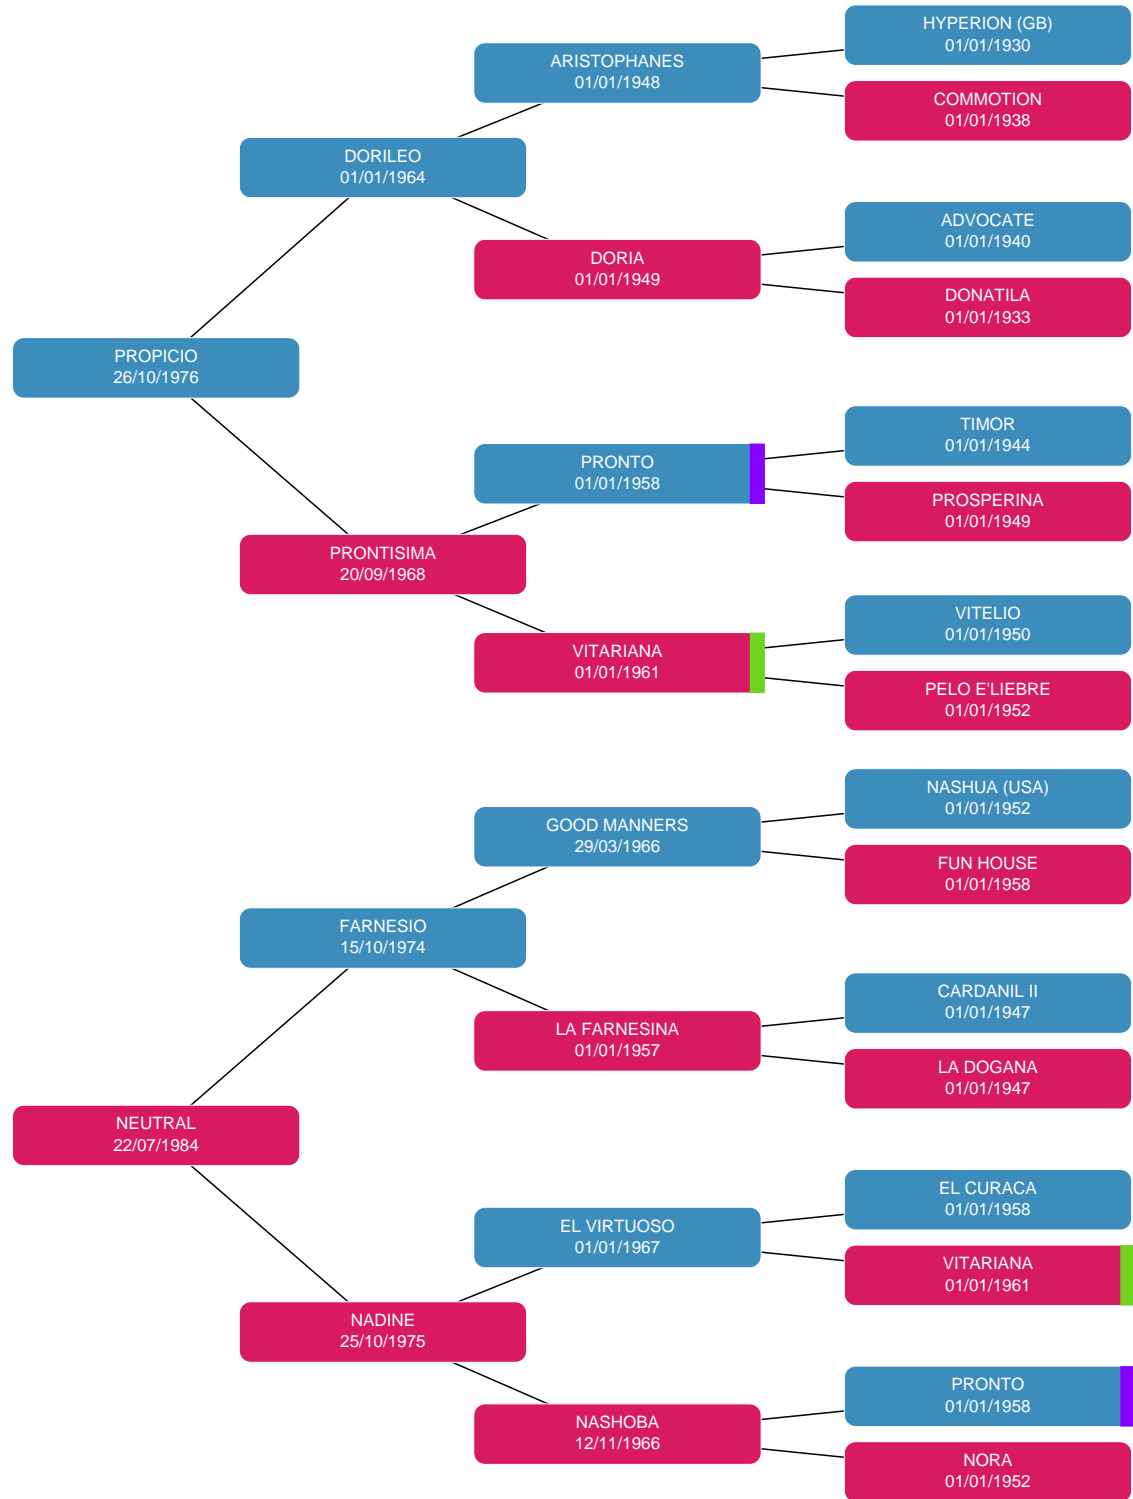 HYPERION (GB)
01/01/1930
ARISTOPHANES
01/01/1948
COMMOTION
01/01/1938
DORILEO
01/01/1964
ADVOCATE
01/01/1940
DORIA
01/01/1949
DONATILA
01/01/1933
PROPICIO
26/10/1976
TIMOR
01/01/1944
PRONTO
01/01/1958
PROSPERINA
01/01/1949
PRONTISIMA
20/09/1968
VITELIO
01/01/1950
VITARIANA
01/01/1961
PELO E'LIEBRE
01/01/1952
NASHUA (USA)
01/01/1952
GOOD MANNERS
29/03/1966
FUN HOUSE
01/01/1958
FARNESIO
15/10/1974
CARDANIL II
01/01/1947
LA FARNESINA
01/01/1957
LA DOGANA
01/01/1947
NEUTRAL
22/07/1984
EL CURACA
01/01/1958
EL VIRTUOSO
01/01/1967
VITARIANA
01/01/1961
NADINE
25/10/1975
PRONTO
01/01/1958
NASHOBA
12/11/1966
NORA
01/01/1952